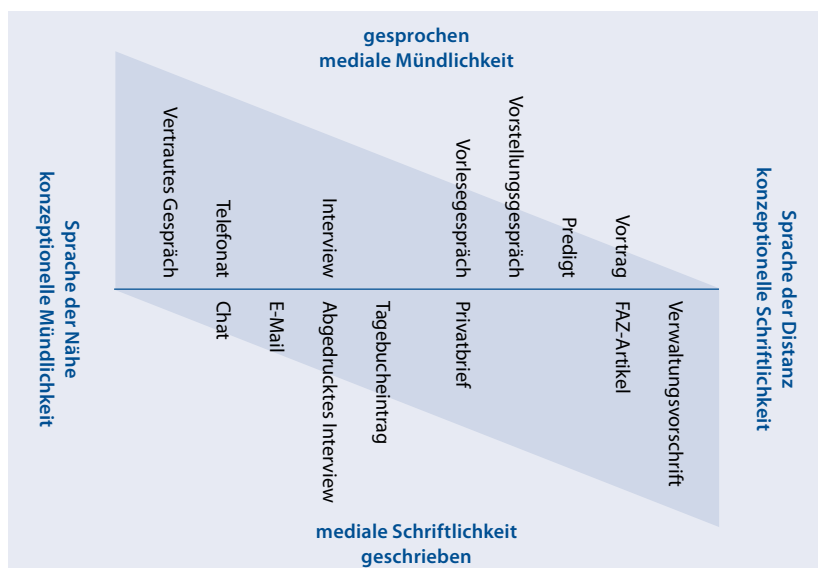 gesprochen
mediale Mündlichkeit
Sprache der Nähe
konzeptionelle Mündlichkeit
Vertrautes Gespräch
Telefonat
Interview
Vorlesegespräch
Vorstellungsgespräch
Predigt
Vortrag
Chat
E-Mail
Abgedrucktes Interview
Tagebucheintrag
Privatbrief
FAZ-Artikel
Verwaltungsvorschrift
Sprache der Distanz
konzeptionelle Schriftlichkeit
mediale Schriftlichkeit
geschrieben